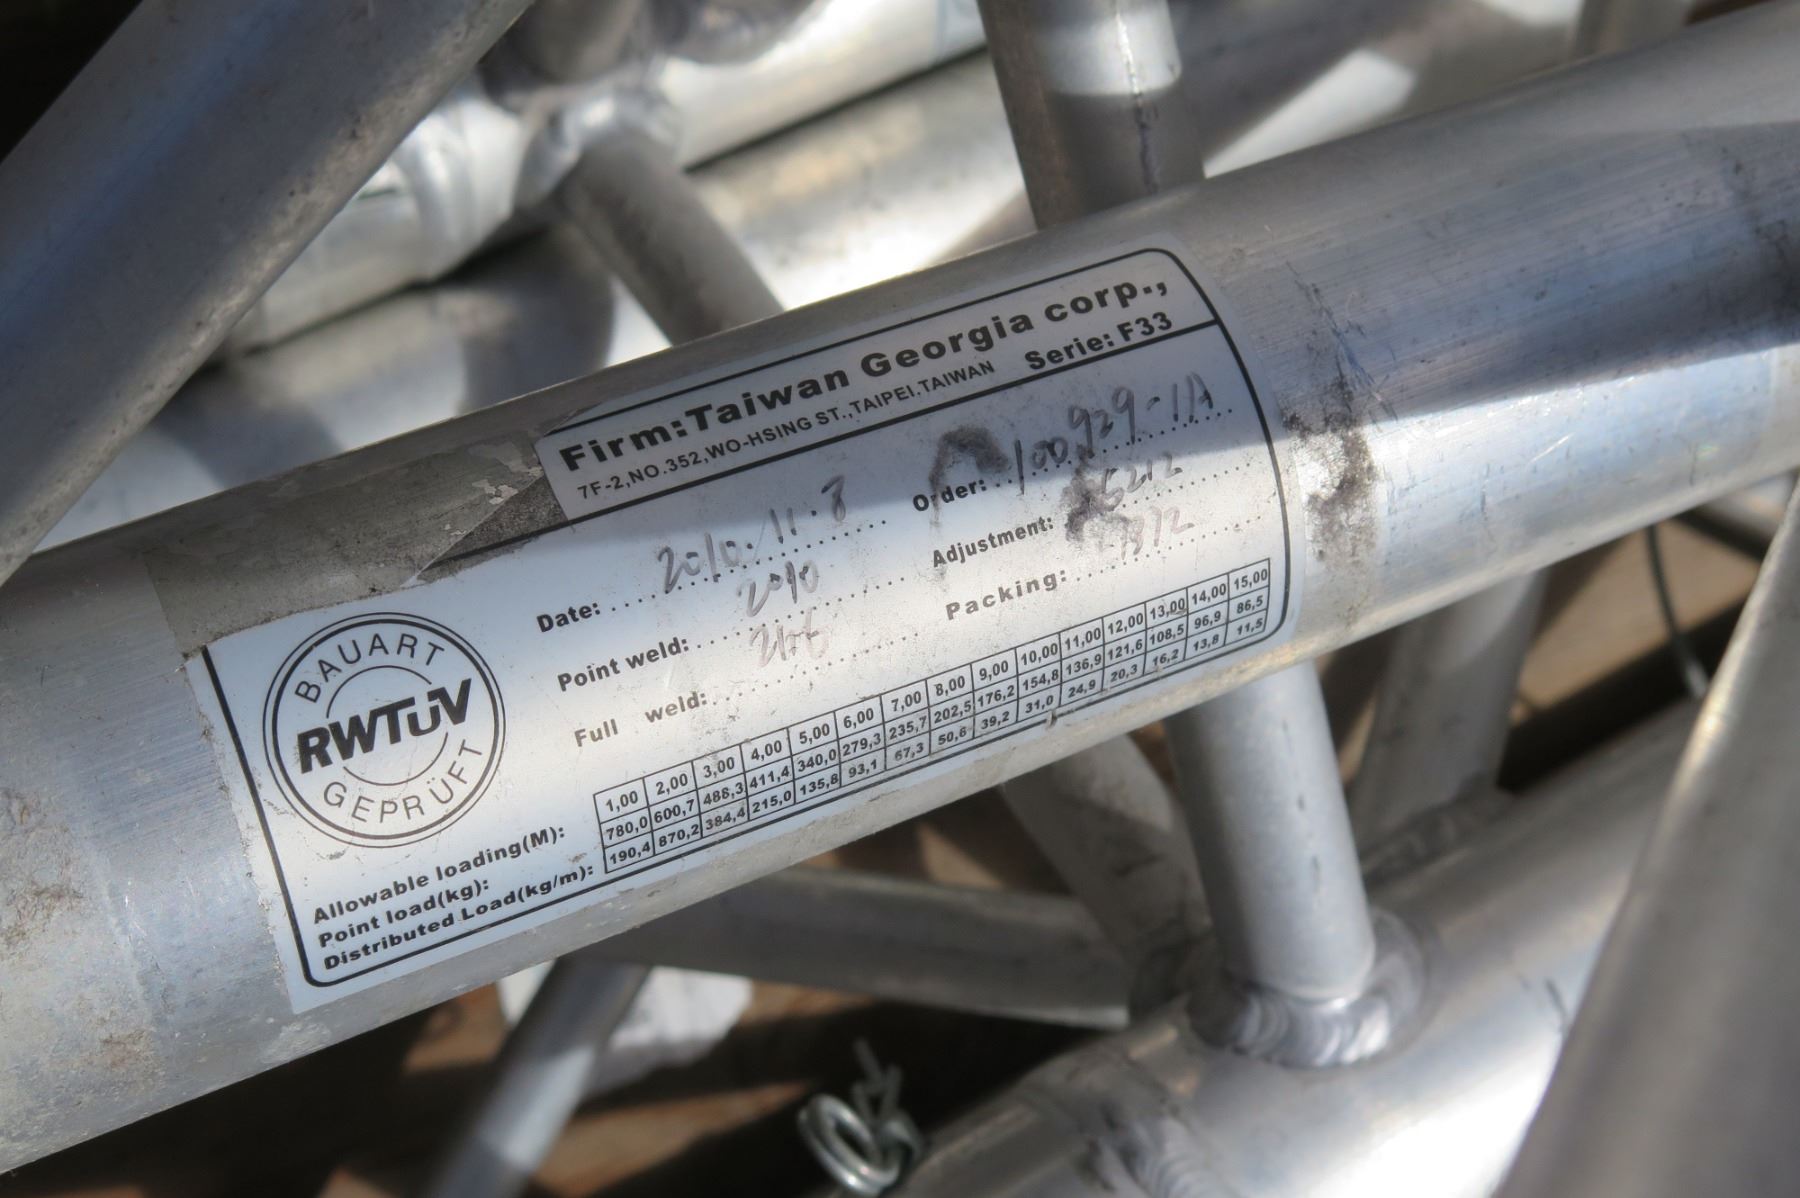 Firm:Taiwan Georgia corp.,
7F-2,NO.352,WO-HSING ST.,TAIPEI.TAIWAN Serie: F33
Date: 2010.11.8 Order: 100929-1A
Point weld: 2010 Adjustment:
Full weld: Packing:
BAUART
RWTÜV
GEPRÜFT
Allowable loading(M): 1,00 2,00 3,00 4,00 5,00 6,00 7,00 8,00 9,00 10,00 11,00 12,00 13,00 14,00 15,00
Point load(kg): 780,0 600,7 488,3 411,4 340,0 279,3 235,7 202,5 176,2 154,8 136,9 121,6 108,5 96,9 86,5
Distributed Load(kg/m): 190,4 870,2 384,4 215,0 135,8 93,1 67,3 50,6 39,2 31,0 24,9 20,3 16,2 13,8 11,5